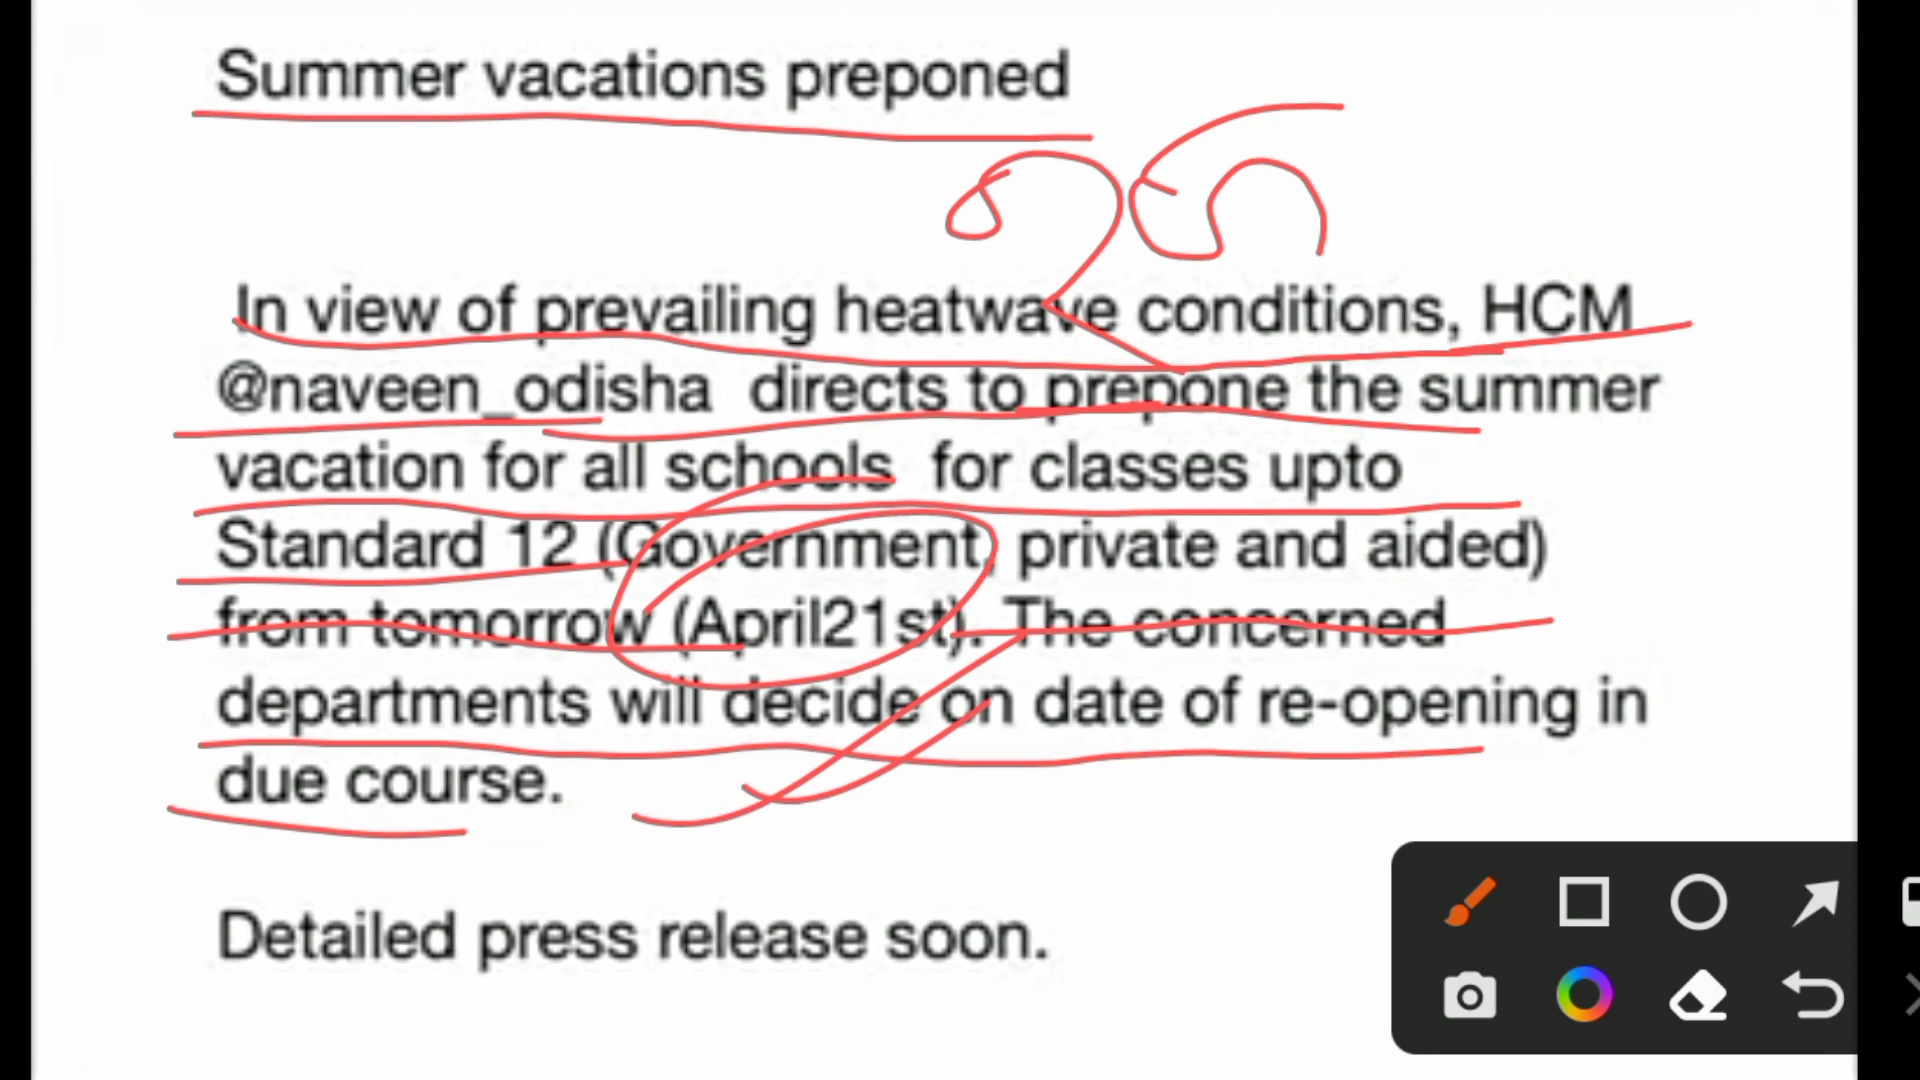 Summer vacations preponed
In view of prevailing heatwave conditions, HCM
@naveen_odisha directs to prepone the summer
vacation for all schools for classes upto
Standard 12 (Government, private and aided)
from tomorrow (April21st). The concerned
departments will decide on date of re-opening in
due course.
Detailed press release soon.